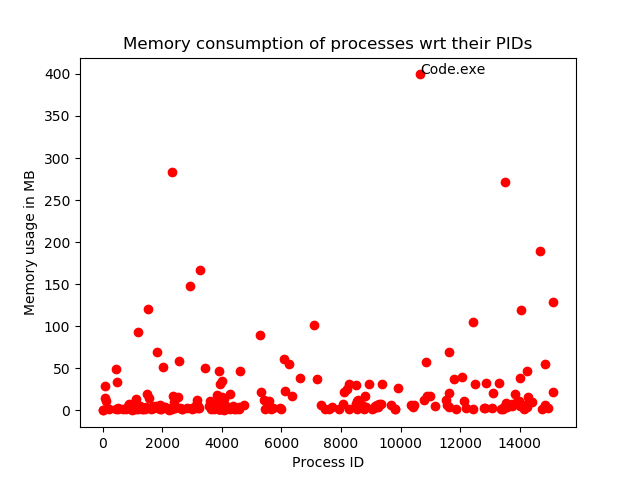 Memory consumption of processes wrt their PIDs
Code.exe
400
350
300
250
200
150
100
50
0
Memory usage in MB
0 2000 4000 6000 8000 10000 12000 14000
Process ID